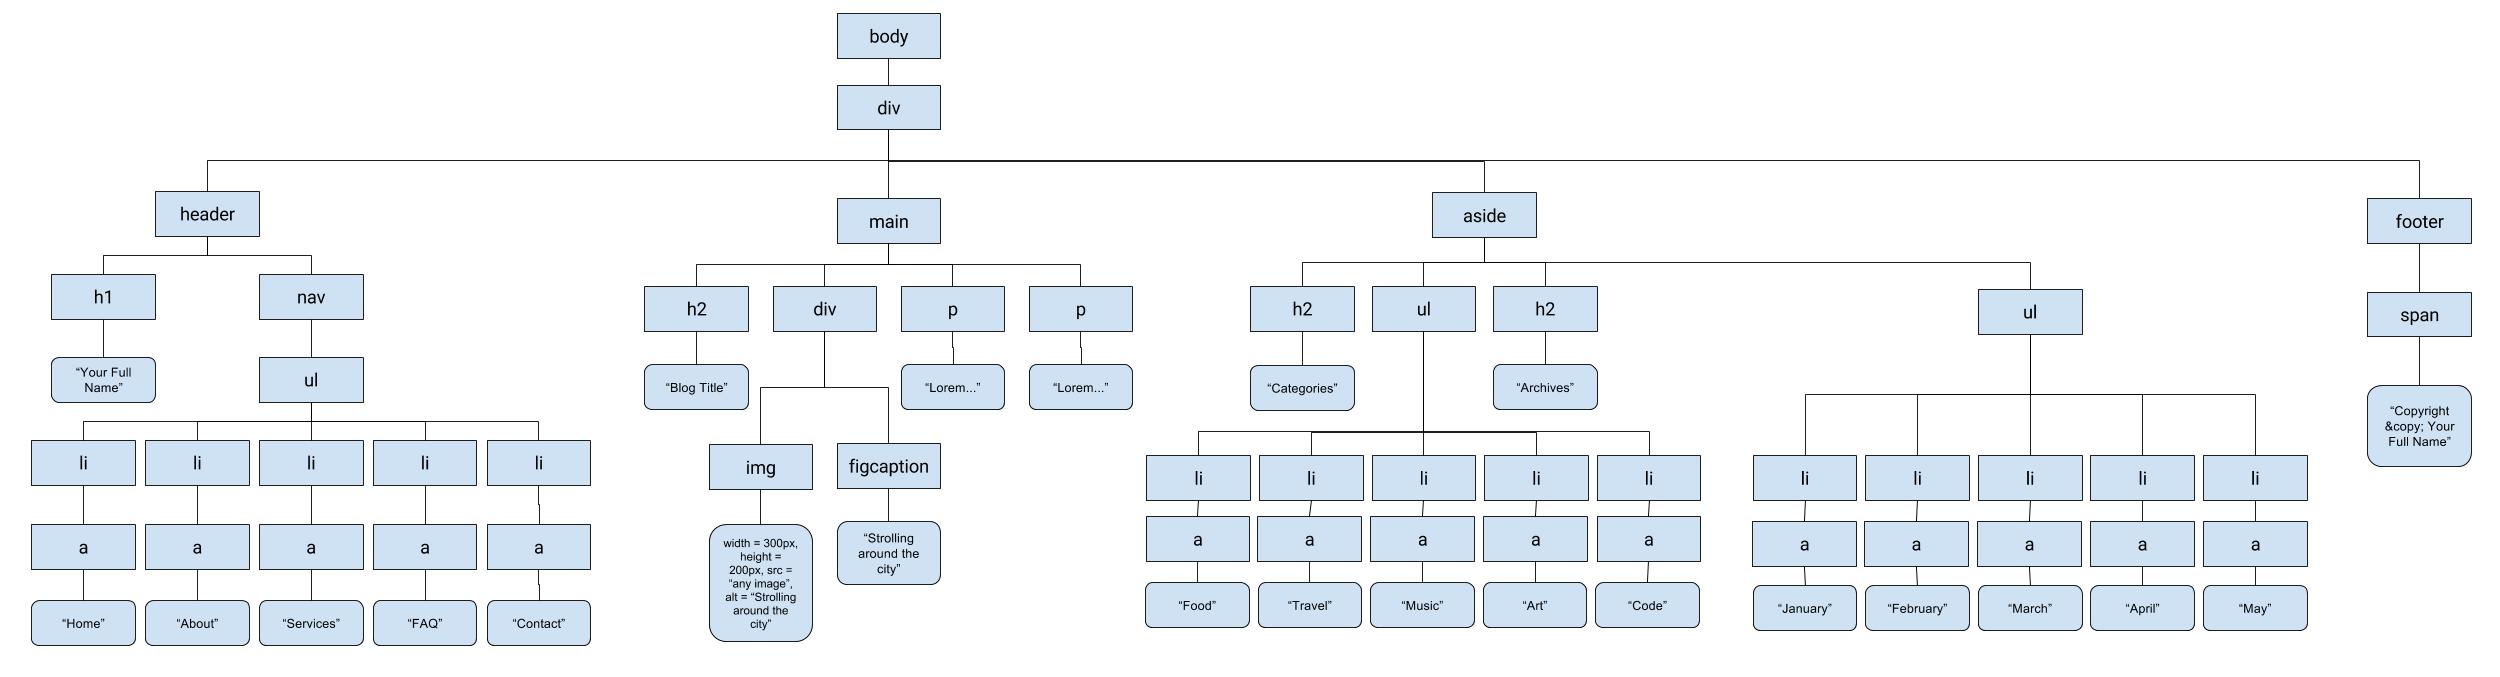 body
div
header
main
aside
footer
h1
nav
h2
div
p
p
h2
ul
h2
ul
span
“Your Full
Name”
ul
“Blog Title”
“Lorem...”
“Lorem...”
“Categories”
“Archives”
“Copyright
&copy; Your
Full Name”
li
li
li
li
li
img
figcaption
li
li
li
li
li
li
li
li
li
li
a
a
a
a
a
width = 300px,
height =
200px, src =
“any image”,
alt = “Strolling
around the
city”
“Strolling
around the
city”
a
a
a
a
a
a
a
a
a
a
“Home”
“About”
“Services”
“FAQ”
“Contact”
“Food”
“Travel”
“Music”
“Art”
“Code”
“January”
“February”
“March”
“April”
“May”